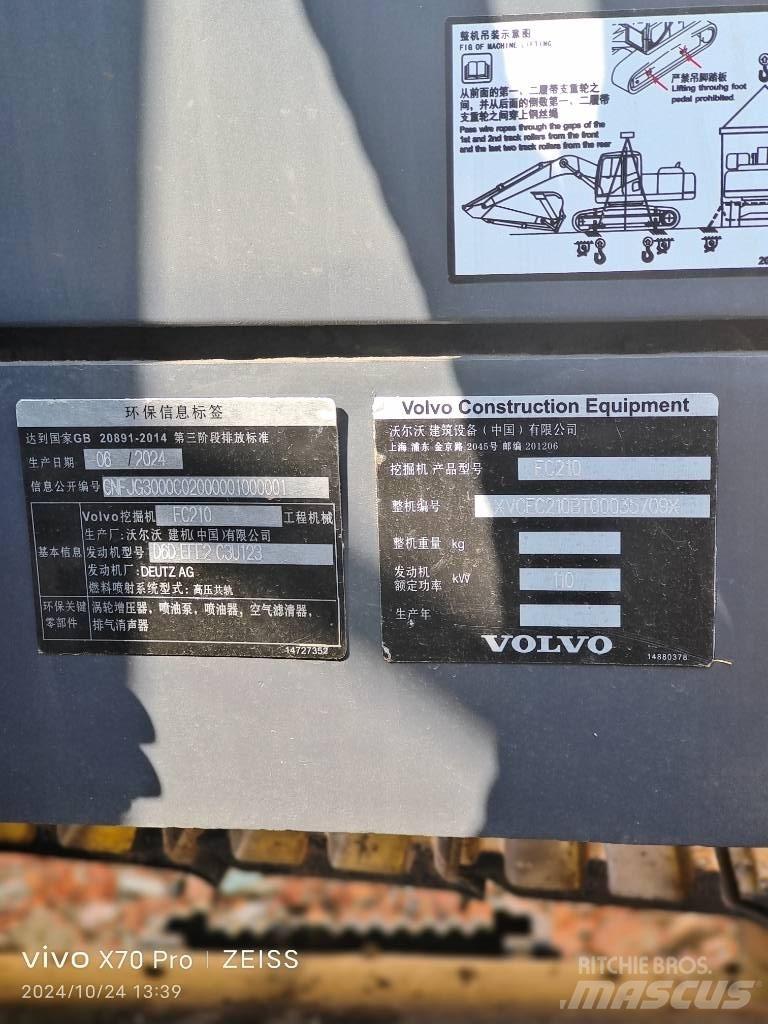 整机吊装示意图
FIG OF MACHINE LIFTING
从前面的第一、二履带支重轮之
间，并从后面的倒数第一、二履带
支重轮之间穿上钢丝绳
Pass wire ropes through the gaps of the
1st and 2nd track rollers from the front
and the last two track rollers from the rear
严禁吊脚踏板
Lifting throuhg foot
pedal prohibited.
环保信息标签
达到国家GB 20891-2014 第三阶段排放标准
生产日期 06 /2024
信息公开编号 CNFJG3000C02000001000001
Volvo挖掘机 EC210 工程机械
生产厂:沃尔沃 建机(中国)有限公司
基本信息 发动机型号 D6D EFE2 C3U123
发动机厂: DEUTZ AG
燃料喷射系统型式: 高压共轨
环保关键 涡轮增压器、喷油泵，喷油器、空气滤清器、
零部件 排气消声器
14727352
Volvo Construction Equipment
沃尔沃 建筑设备 (中国) 有限公司
上海 浦东 金京路 2045号 邮编 201206
挖掘机 产品型号 EC210
整机编号
整机重量 kg
发动机
额定功率 kW 110
生产年
VOLVO
14880378
vivo X70 Pro | ZEISS
2024/10/24 13:39
RITCHIE BROS.
MASCUS